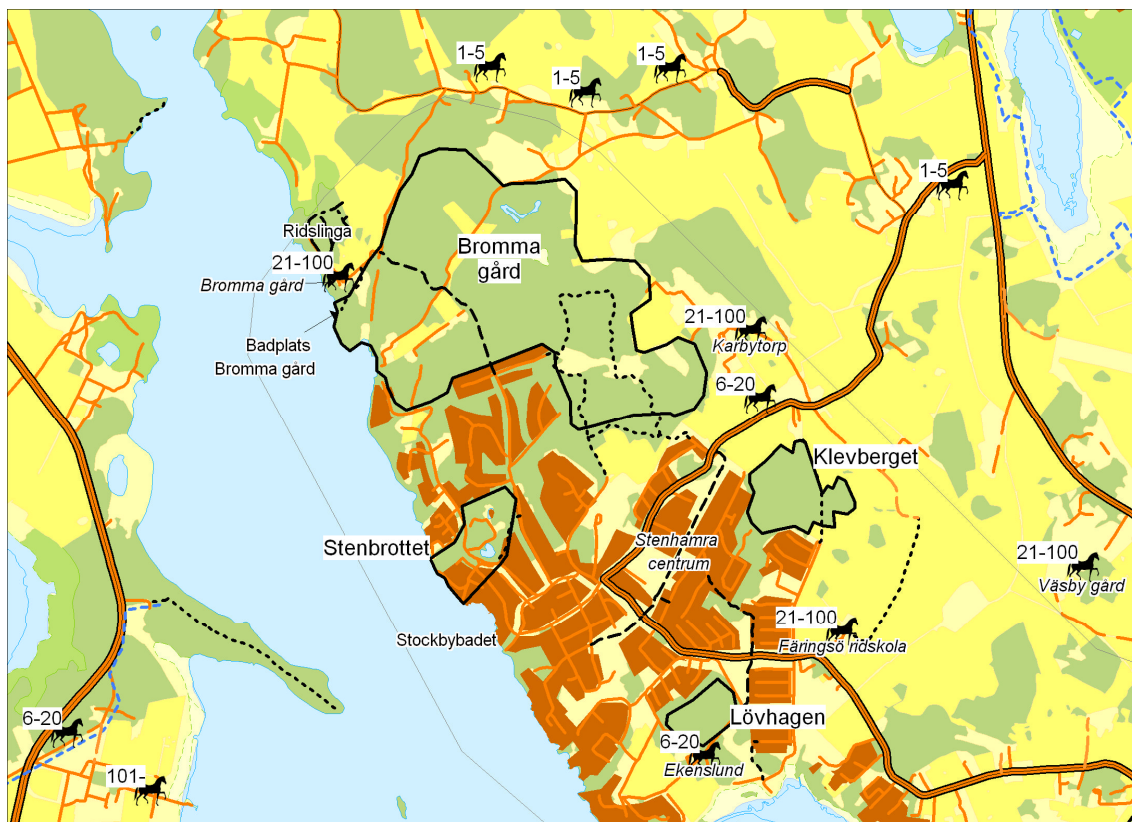 1-5
1-5
1-5
1-5
Ridslinga
Bromma
gård
21-100
Bromma gård
21-100
Karbytorp
Badplats
Bromma gård
6-20
Klevberget
Stenbrottet
Stenhamra
centrum
21-100
Väsby gård
21-100
Färingsö ridskola
Stockbybadet
Lövhagen
6-20
6-20
Ekenslund
101-